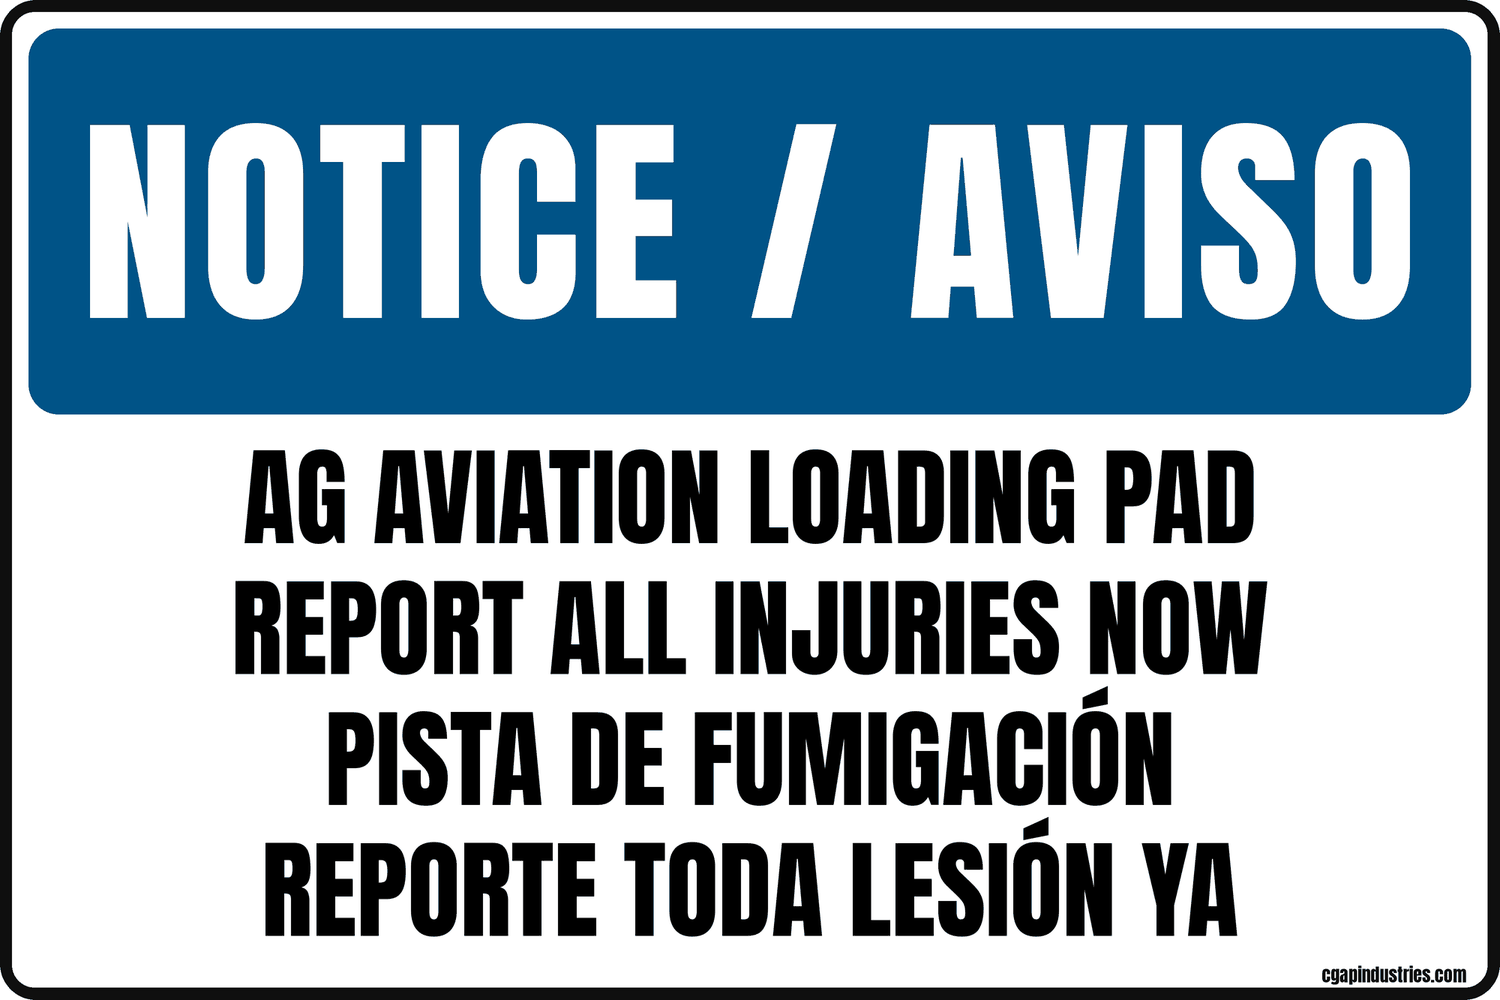 NOTICE / AVISO
AG AVIATION LOADING PAD
REPORT ALL INJURIES NOW
PISTA DE FUMIGACIÓN
REPORTE TODA LESIÓN YA
cgapindustries.com